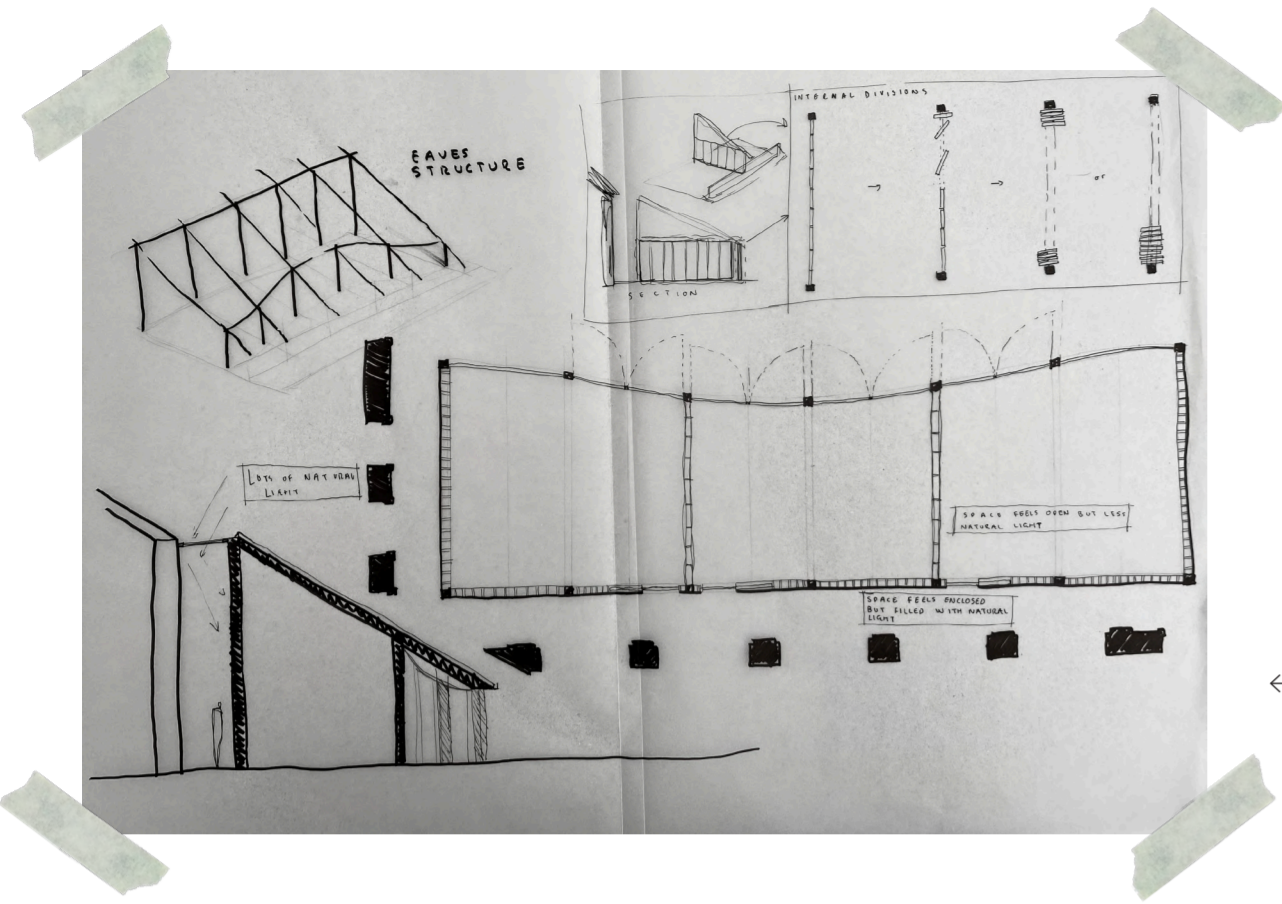 EAVES
STRUCTURE
INTERNAL DIVISIONS
or
SECTION
LOTS OF NATURAL
LIGHT
SPACE FEELS OPEN BUT LESS
NATURAL LIGHT
SPACE FEELS ENCLOSED
BUT FILLED WITH NATURAL
LIGHT